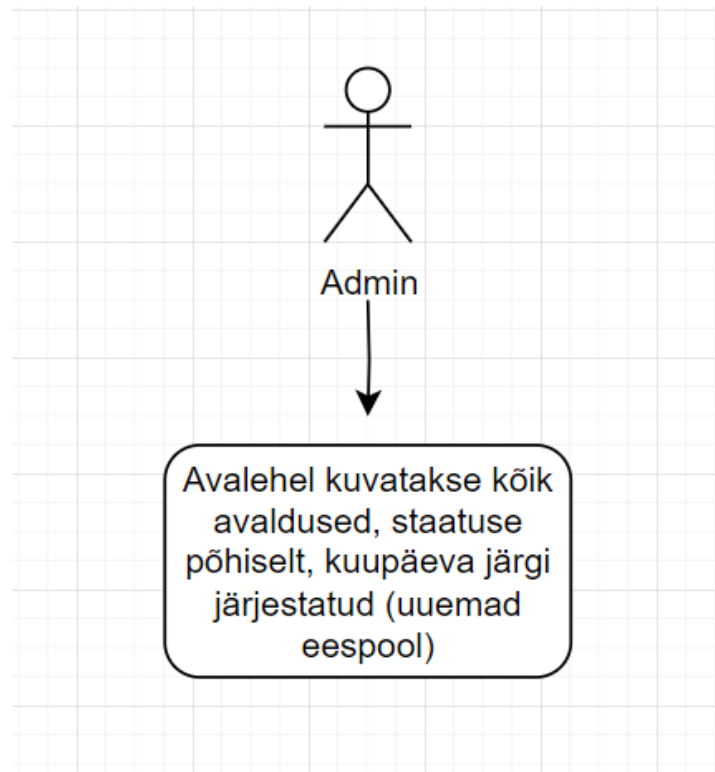 Admin
Avalehel kuvatakse kõik
avaldused, staatuse
põhiselt, kuupäeva järgi
järjestatud (uuemad
eespool)